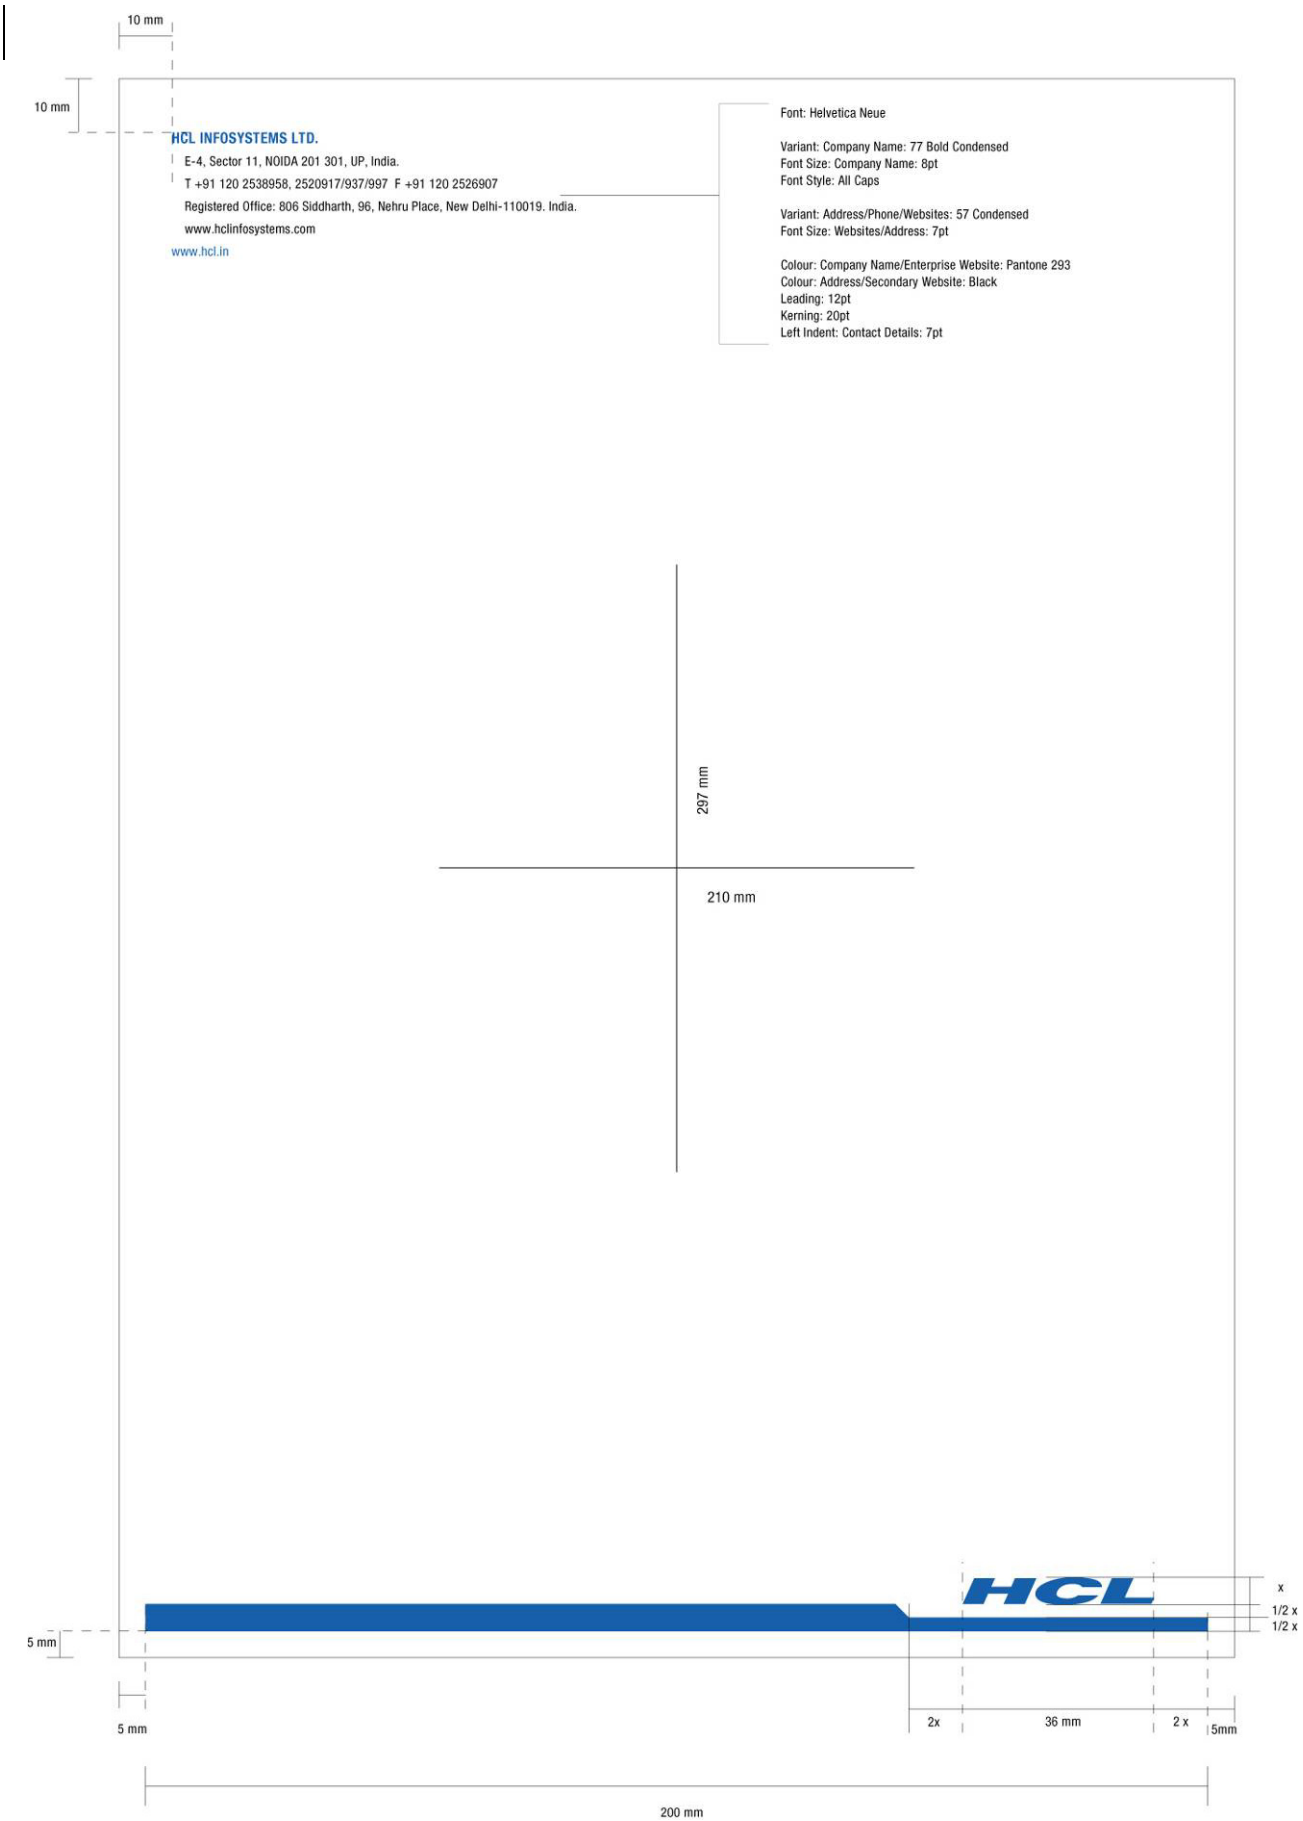 10 mm
10 mm
HCL INFOSYSTEMS LTD.
E-4, Sector 11, NOIDA 201 301, UP, India.
T +91 120 2538958, 2520917/937/997 F +91 120 2526907
Registered Office: 806 Siddharth, 96, Nehru Place, New Delhi-110019. India.
www.hclinfosystems.com
www.hcl.in
Font: Helvetica Neue
Variant: Company Name: 77 Bold Condensed
Font Size: Company Name: 8pt
Font Style: All Caps
Variant: Address/Phone/Websites: 57 Condensed
Font Size: Websites/Address: 7pt
Colour: Company Name/Enterprise Website: Pantone 293
Colour: Address/Secondary Website: Black
Leading: 12pt
Kerning: 20pt
Left Indent: Contact Details: 7pt
297 mm
210 mm
HCL
x
1/2 x
1/2 x
5 mm
5 mm
2x
36 mm
2 x
5mm
200 mm